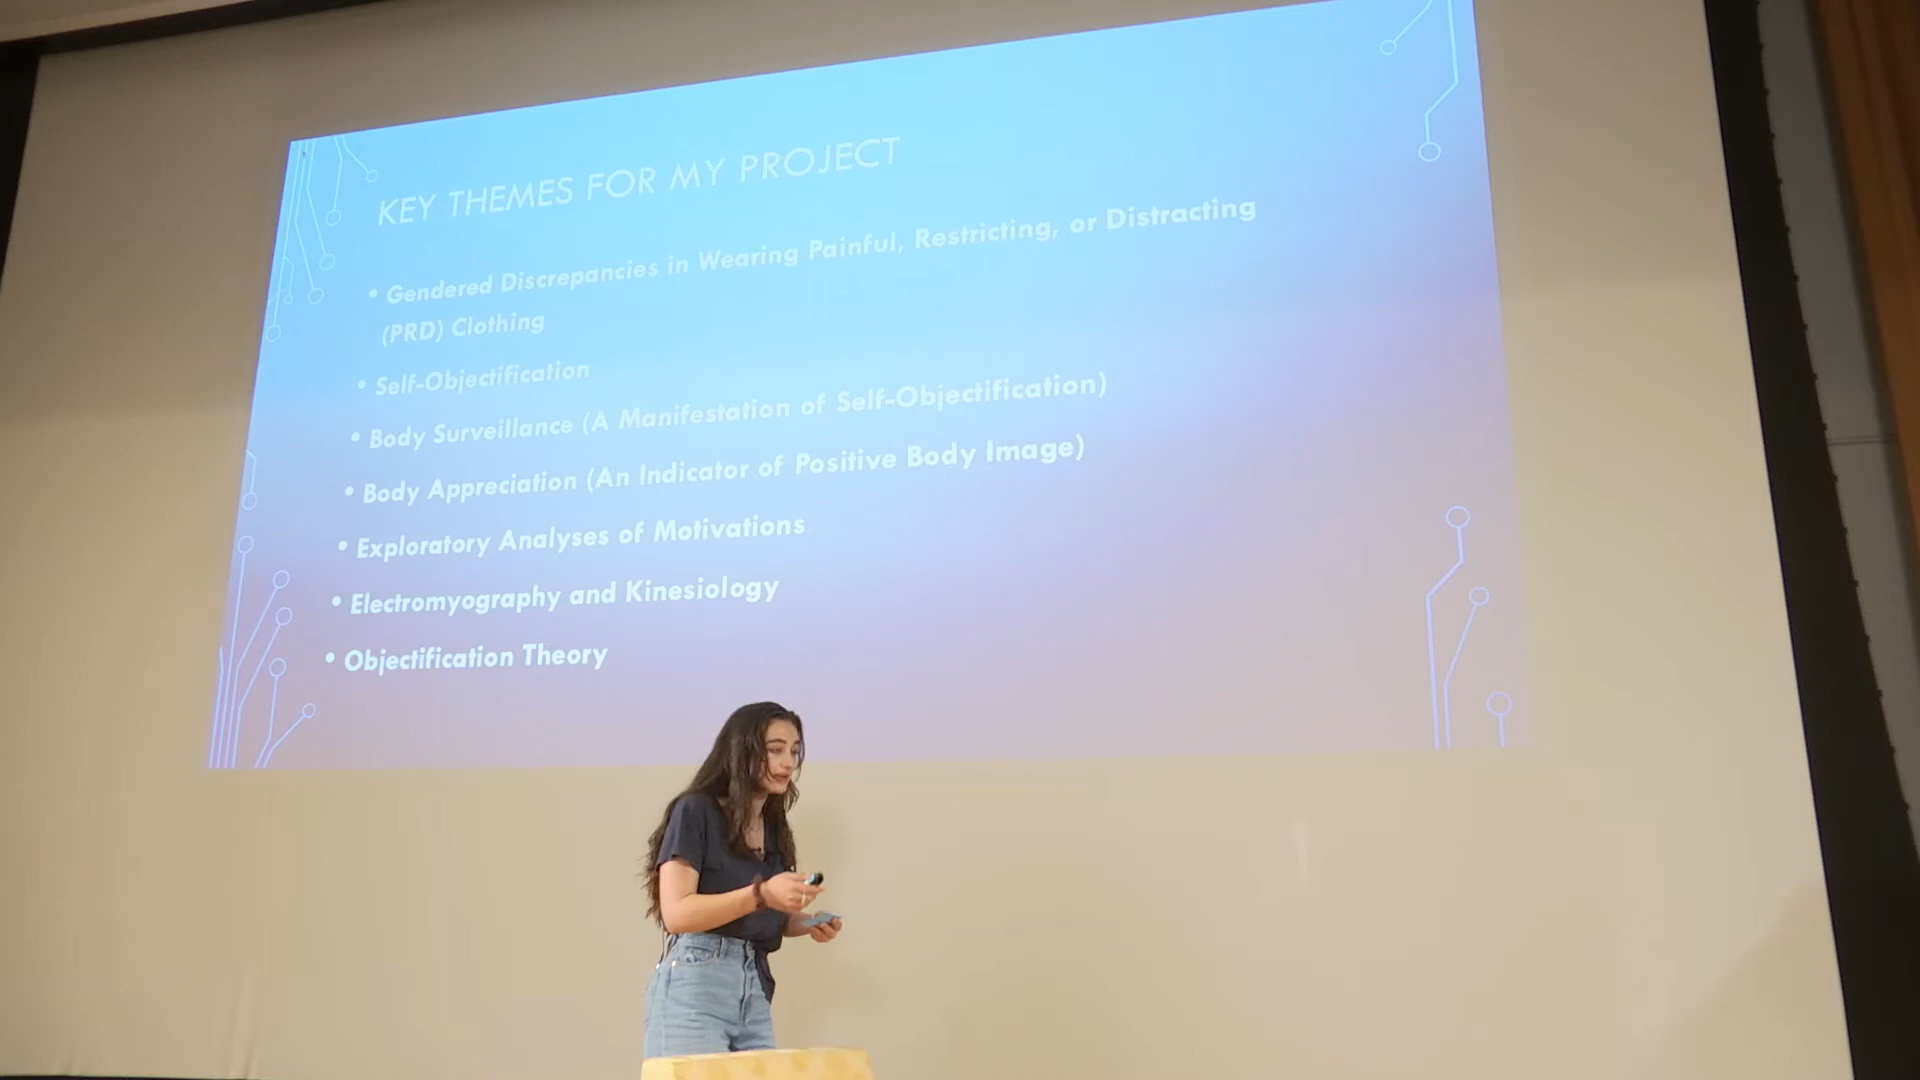 KEY THEMES FOR MY PROJECT
• Gendered Discrepancies in Wearing Painful, Restricting, or Distracting
(PRD) Clothing
• Self-Objectification
• Body Surveillance (A Manifestation of Self-Objectification)
• Body Appreciation (An Indicator of Positive Body Image)
• Exploratory Analyses of Motivations
• Electromyography and Kinesiology
• Objectification Theory